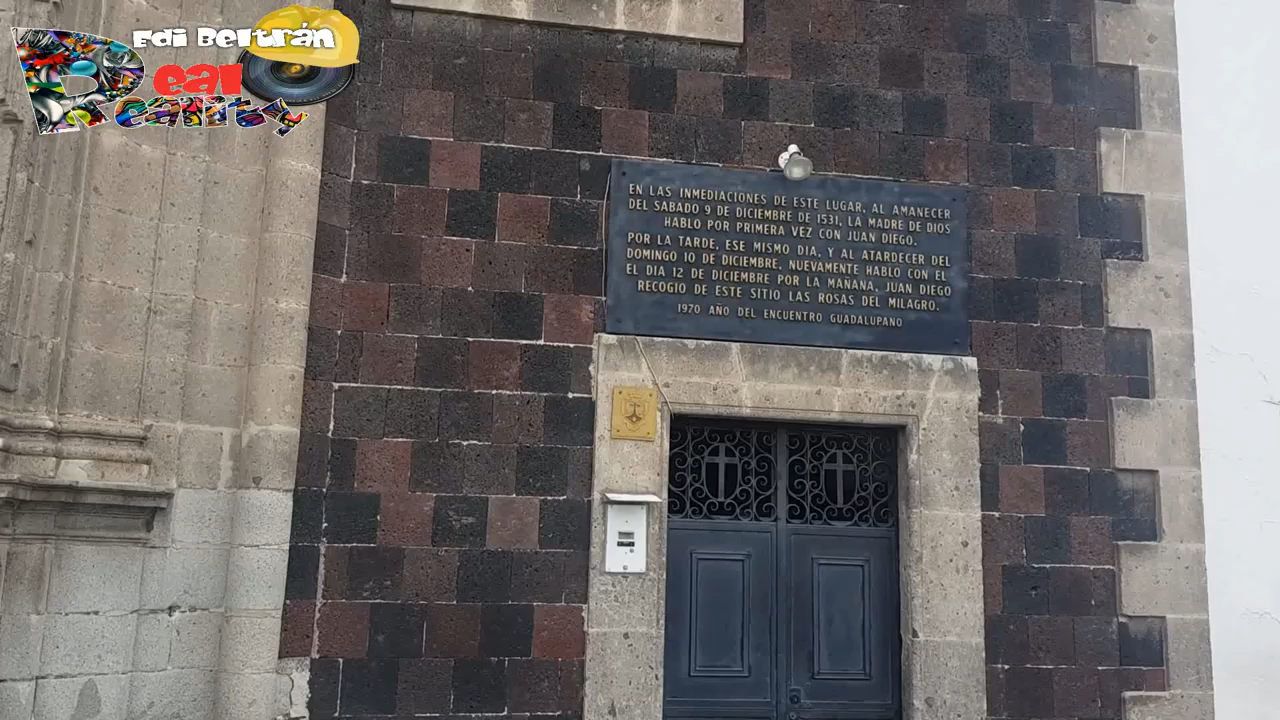 Edi Beltrán
Real
Reality
EN LAS INMEDIACIONES DE ESTE LUGAR, AL AMANECER
DEL SABADO 9 DE DICIEMBRE DE 1531, LA MADRE DE DIOS
HABLO POR PRIMERA VEZ CON JUAN DIEGO.
POR LA TARDE, ESE MISMO DIA, Y AL ATARDECER DEL
DOMINGO 10 DE DICIEMBRE, NUEVAMENTE HABLO CON EL
EL DIA 12 DE DICIEMBRE POR LA MAÑANA, JUAN DIEGO
RECOGIO DE ESTE SITIO LAS ROSAS DEL MILAGRO.
1970 AÑO DEL ENCUENTRO GUADALUPANO